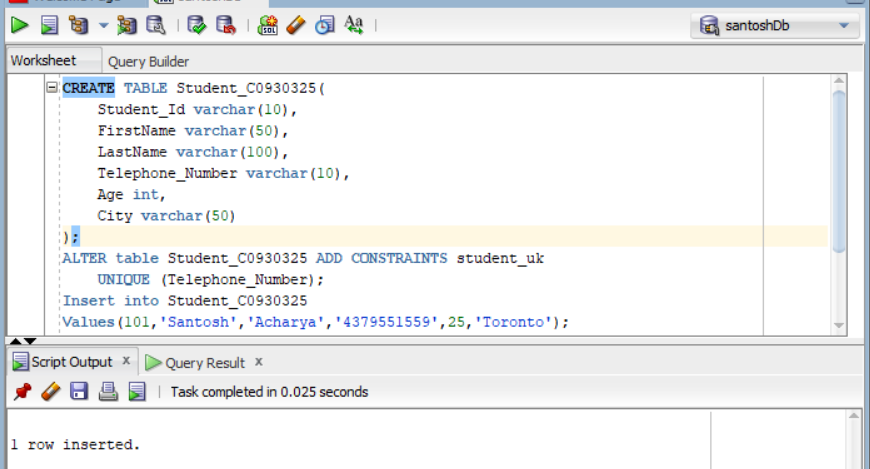 santoshDb
Worksheet Query Builder
CREATE TABLE Student_C0930325(
Student_Id varchar(10),
FirstName varchar(50),
LastName varchar(100),
Telephone_Number varchar(10),
Age int,
City varchar(50)
);
ALTER table Student_C0930325 ADD CONSTRAINTS student_uk
UNIQUE (Telephone_Number);
Insert into Student_C0930325
Values(101,'Santosh','Acharya','4379551559',25,'Toronto');
Script Output x Query Result x
Task completed in 0.025 seconds
1 row inserted.